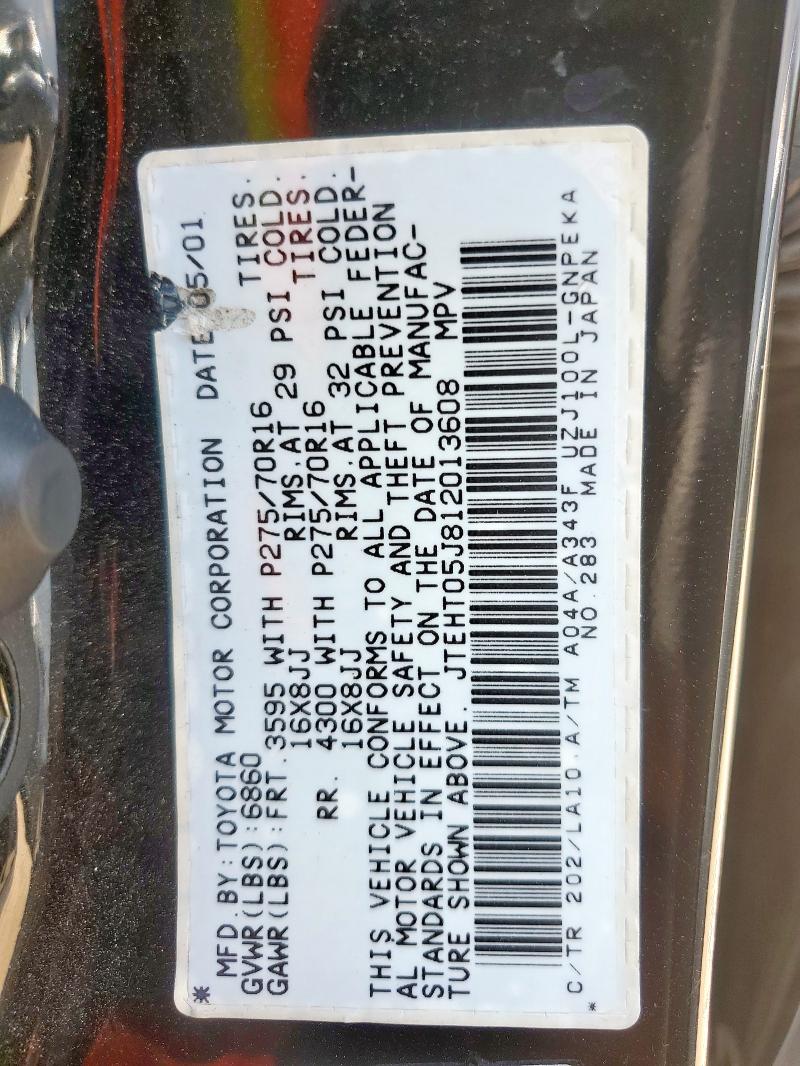 * MFD.BY:TOYOTA MOTOR CORPORATION DATE 05/01
GVWR(LBS):6860
GAWR(LBS):FRT.3595 WITH P275/70R16 TIRES.
16X8JJ RIMS.AT 29 PSI COLD.
RR. 4300 WITH P275/70R16 TIRES.
16X8JJ RIMS.AT 32 PSI COLD.
THIS VEHICLE CONFORMS TO ALL APPLICABLE FEDER-
AL MOTOR VEHICLE SAFETY AND THEFT PREVENTION
STANDARDS IN EFFECT ON THE DATE OF MANUFAC-
TURE SHOWN ABOVE. JTEHT05J812013608 MPV
C/TR 202/LA10.A/TM A04A/A343F UZJ100L-GNPEKA
* NO.283 MADE IN JAPAN